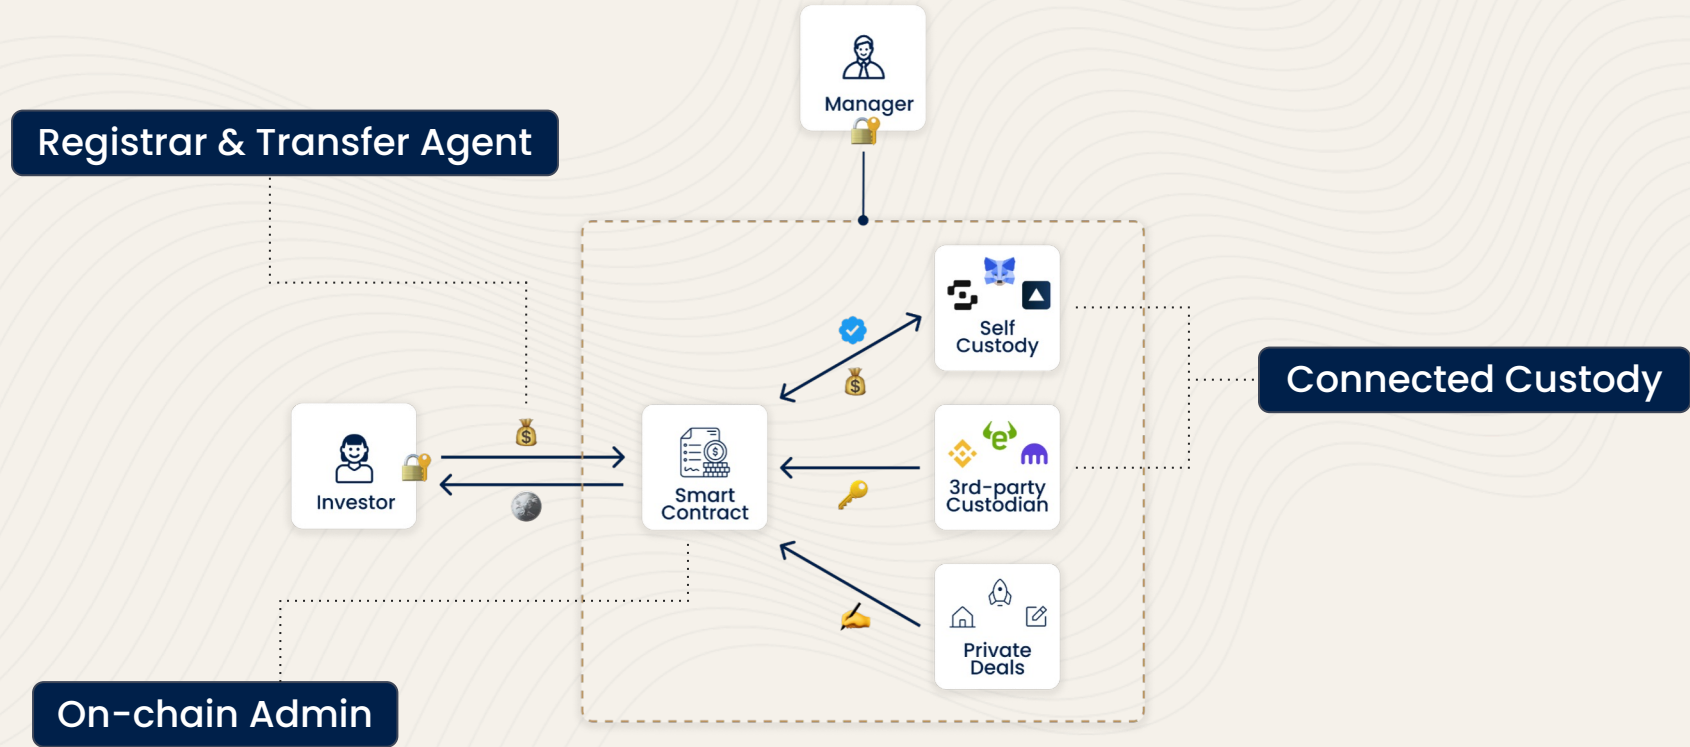 Manager
Registrar & Transfer Agent
Self
Custody
Connected Custody
Investor
Smart
Contract
3rd-party
Custodian
Private
Deals
On-chain Admin